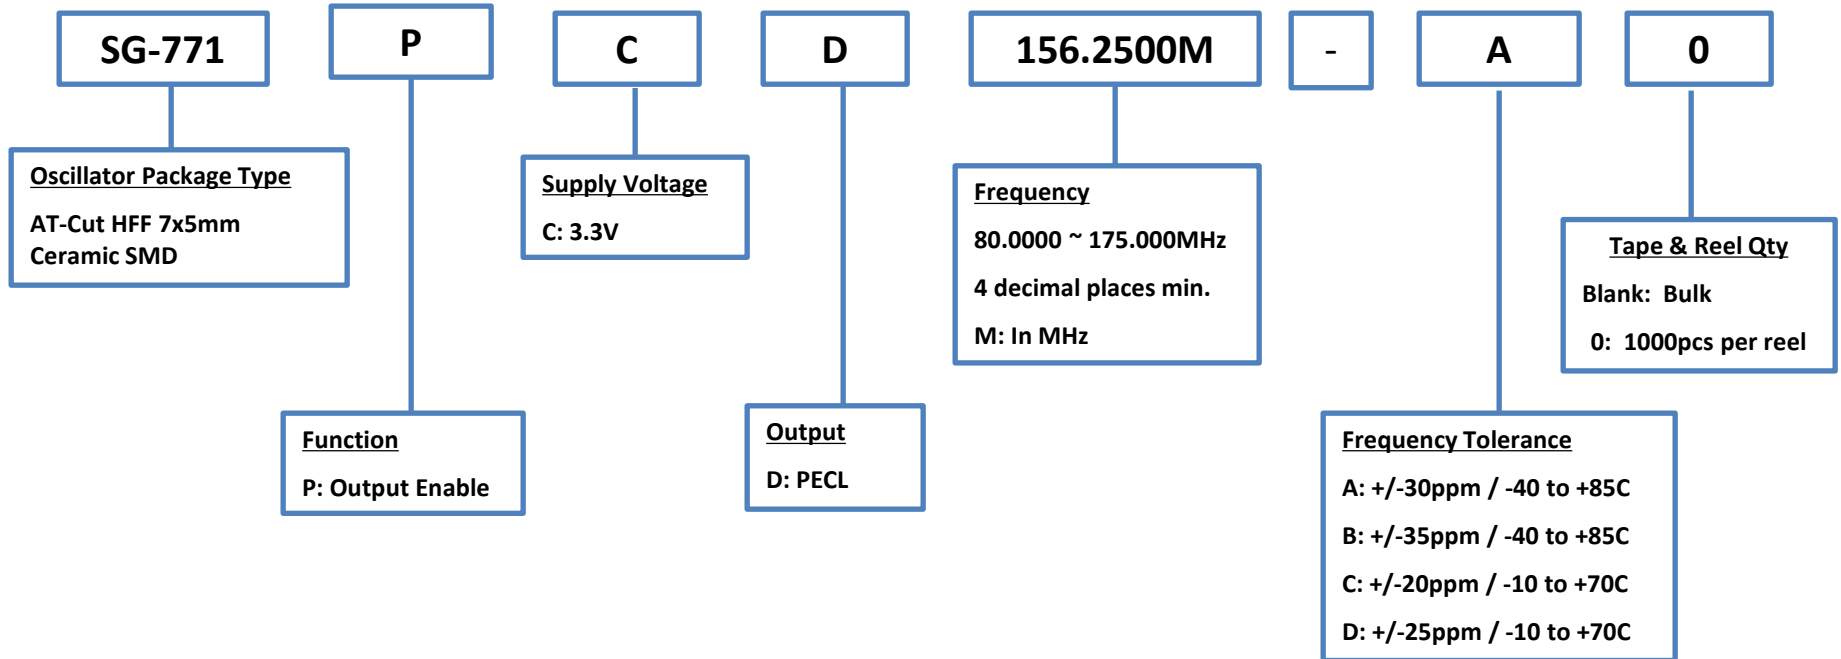 SG-771 P C D 156.2500M - A 0
Oscillator Package Type
AT-Cut HFF 7x5mm
Ceramic SMD
Supply Voltage
C: 3.3V
Frequency
80.0000 ~ 175.000MHz
4 decimal places min.
M: In MHz
Tape & Reel Qty
Blank: Bulk
0: 1000pcs per reel
Function
P: Output Enable
Output
D: PECL
Frequency Tolerance
A: +/-30ppm / -40 to +85C
B: +/-35ppm / -40 to +85C
C: +/-20ppm / -10 to +70C
D: +/-25ppm / -10 to +70C